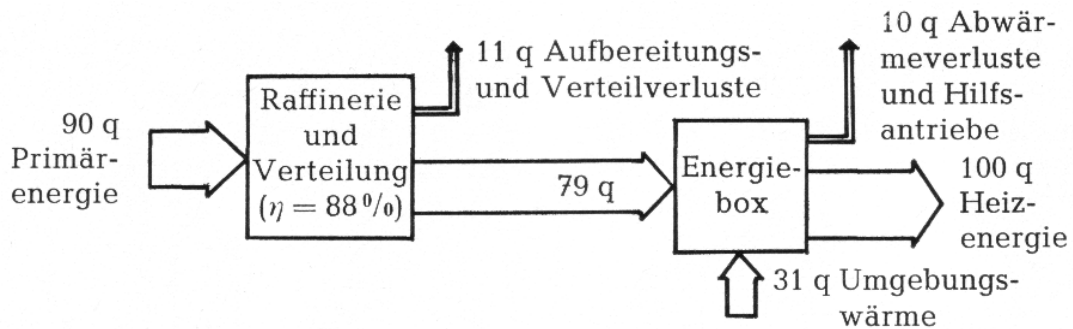 90 q
Primär-
energie
Raffinerie
und
Verteilung
(η = 88 %)
11 q Aufbereitungs-
und Verteilverluste
79 q
Energie-
box
10 q Abwär-
meverluste
und Hilfs-
antriebe
100 q
Heiz-
energie
31 q Umgebungs-
wärme